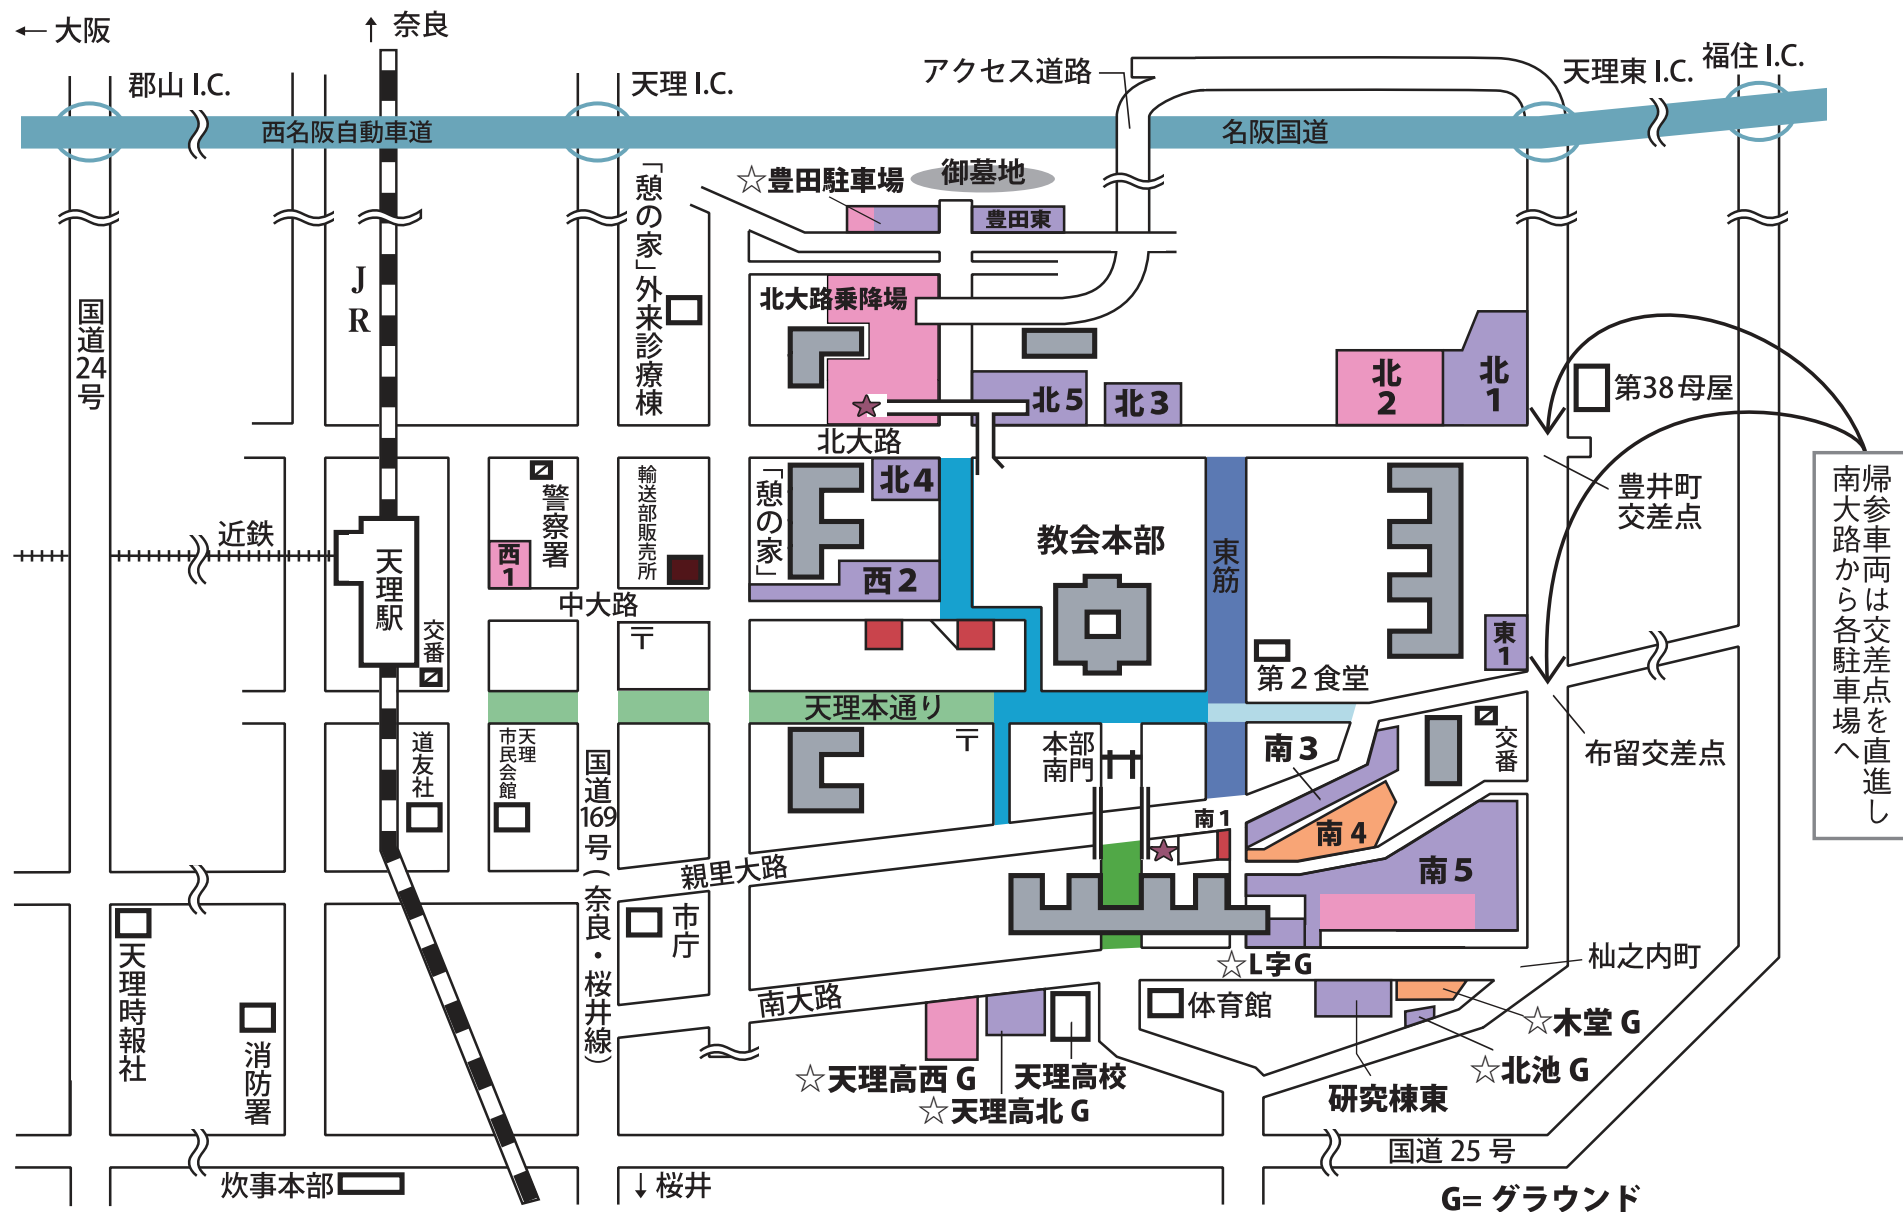 ← 大阪
↑ 奈良
郡山 I.C.
天理 I.C.
アクセス道路
天理東 I.C.
福住 I.C.
西名阪自動車道
名阪国道
「憩の家」外来診療棟
☆豊田駐車場
御墓地
豊田東
JR
国道24号
北大路乗降場
北5
北3
北2
北1
第38母屋
北大路
豊井町
交差点
帰参車両は交差点を直進し
南大路から各駐車場へ
近鉄
天理駅
交番
西1
警察署
輸送部販売所
「憩の家」
北4
西2
中大路
〒
教会本部
東筋
第2食堂
東1
天理本通り
〒
本部
南門
南3
交番
布留交差点
道友社
天理
市民会館
国道169号(奈良・桜井線)
南1
南4
南5
親里大路
市庁
天理時報社
消防署
南大路
☆L字G
杣之内町
体育館
☆木堂 G
☆北池 G
研究棟東
☆天理高西 G
天理高校
☆天理高北 G
国道 25 号
炊事本部
↓ 桜井
G= グラウンド